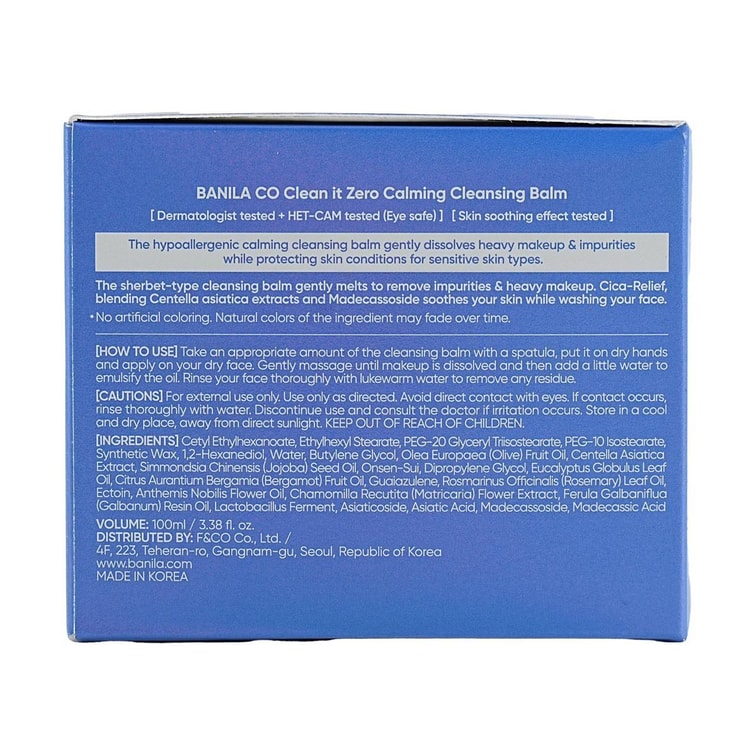 BANILA CO Clean it Zero Calming Cleansing Balm
[ Dermatologist tested + HET-CAM tested (Eye safe) ] [ Skin soothing effect tested ]
The hypoallergenic calming cleansing balm gently dissolves heavy makeup & impurities
while protecting skin conditions for sensitive skin types.
The sherbet-type cleansing balm gently melts to remove impurities & heavy makeup. Cica-Relief,
blending Centella asiatica extracts and Madecassoside soothes your skin while washing your face.
*No artificial coloring. Natural colors of the ingredient may fade over time.
[HOW TO USE] Take an appropriate amount of the cleansing balm with a spatula, put it on dry hands
and apply on your dry face. Gently massage until makeup is dissolved and then add a little water to
emulsify the oil. Rinse your face thoroughly with lukewarm water to remove any residue.
[CAUTIONS] For external use only. Use only as directed. Avoid direct contact with eyes. If contact occurs,
rinse thoroughly with water. Discontinue use and consult the doctor if irritation occurs. Store in a cool
and dry place, away from direct sunlight. KEEP OUT OF REACH OF CHILDREN.
[INGREDIENTS] Cetyl Ethylhexanoate, Ethylhexyl Stearate, PEG-20 Glyceryl Triisostearate, PEG-10 Isostearate,
Synthetic Wax, 1,2-Hexanediol, Water, Butylene Glycol, Olea Europaea (Olive) Fruit Oil, Centella Asiatica
Extract, Simmondsia Chinensis (Jojoba) Seed Oil, Onsen-Sui, Dipropylene Glycol, Eucalyptus Globulus Leaf
Oil, Citrus Aurantium Bergamia (Bergamot) Fruit Oil, Guaiazulene, Rosmarinus Officinalis (Rosemary) Leaf Oil,
Ectoin, Anthemis Nobilis Flower Oil, Chamomilla Recutita (Matricaria) Flower Extract, Ferula Galbaniflua
(Galbanum) Resin Oil, Lactobacillus Ferment, Asiaticoside, Asiatic Acid, Madecassoside, Madecassic Acid
VOLUME: 100ml / 3.38 fl. oz.
DISTRIBUTED BY: F&CO Co., Ltd. /
4F, 223, Teheran-ro, Gangnam-gu, Seoul, Republic of Korea
www.banila.com
MADE IN KOREA